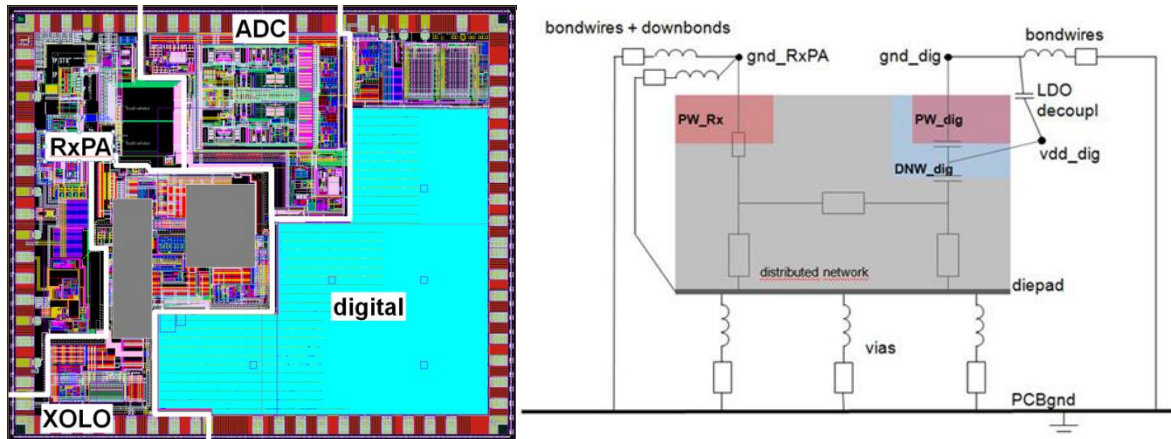 ADC
RxPA
digital
XOLO
bondwires + downbonds
gnd_RxPA
gnd_dig
bondwires
LDO
decoupl
PW_Rx
PW_dig
vdd_dig
DNW_dig
distributed network
diepad
vias
PCBgnd